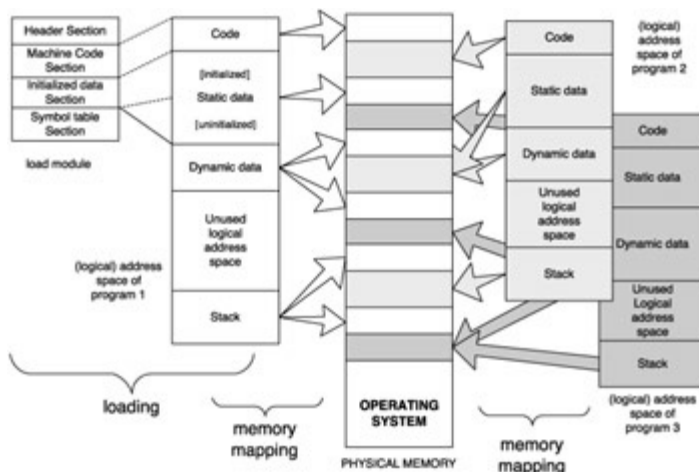 Header Section
Machine Code
Section
Initialized data
Section
Symbol table
Section
load module
Code
[initialized]
Static data
[uninitialized]
Dynamic data
Unused
logical
address
space
Stack
(logical) address
space of
program 1
loading
memory
mapping
OPERATING
SYSTEM
PHYSICAL MEMORY
Code
Static data
Dynamic data
Unused
logical
address
space
Stack
(logical)
address
space of
program 2
Code
Static data
Dynamic data
Unused
Logical
address
space
Stack
(logical) address
space of
program 3
memory
mapping